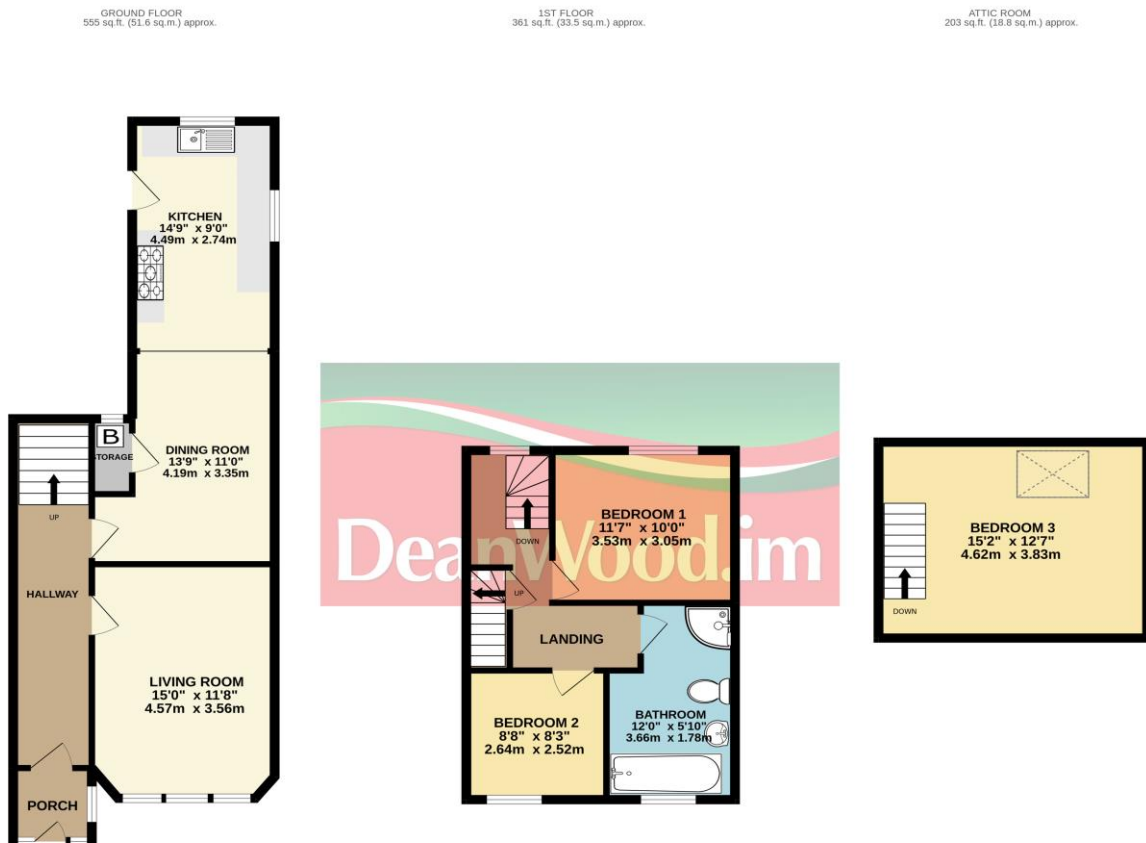 GROUND FLOOR
555 sq.ft. (51.6 sq.m.) approx.
1ST FLOOR
361 sq.ft. (33.5 sq.m.) approx.
ATTIC ROOM
203 sq.ft. (18.8 sq.m.) approx.
KITCHEN
14'9" x 9'0"
4.49m x 2.74m
B
STORAGE
DINING ROOM
13'9" x 11'0"
4.19m x 3.35m
UP
HALLWAY
LIVING ROOM
15'0" x 11'8"
4.57m x 3.56m
PORCH
DeanWood.im
BEDROOM 1
11'7" x 10'0"
3.53m x 3.05m
DOWN
UP
LANDING
BEDROOM 2
8'8" x 8'3"
2.64m x 2.52m
BATHROOM
12'0" x 5'10"
3.66m x 1.78m
BEDROOM 3
15'2" x 12'7"
4.62m x 3.83m
DOWN